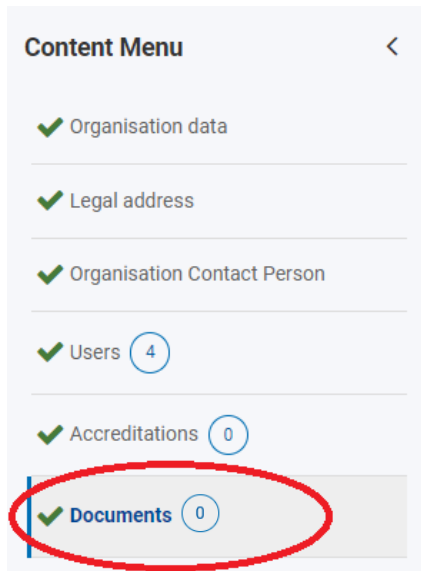 Content Menu
Organisation data
Legal address
Organisation Contact Person
Users 4
Accreditations 0
Documents 0